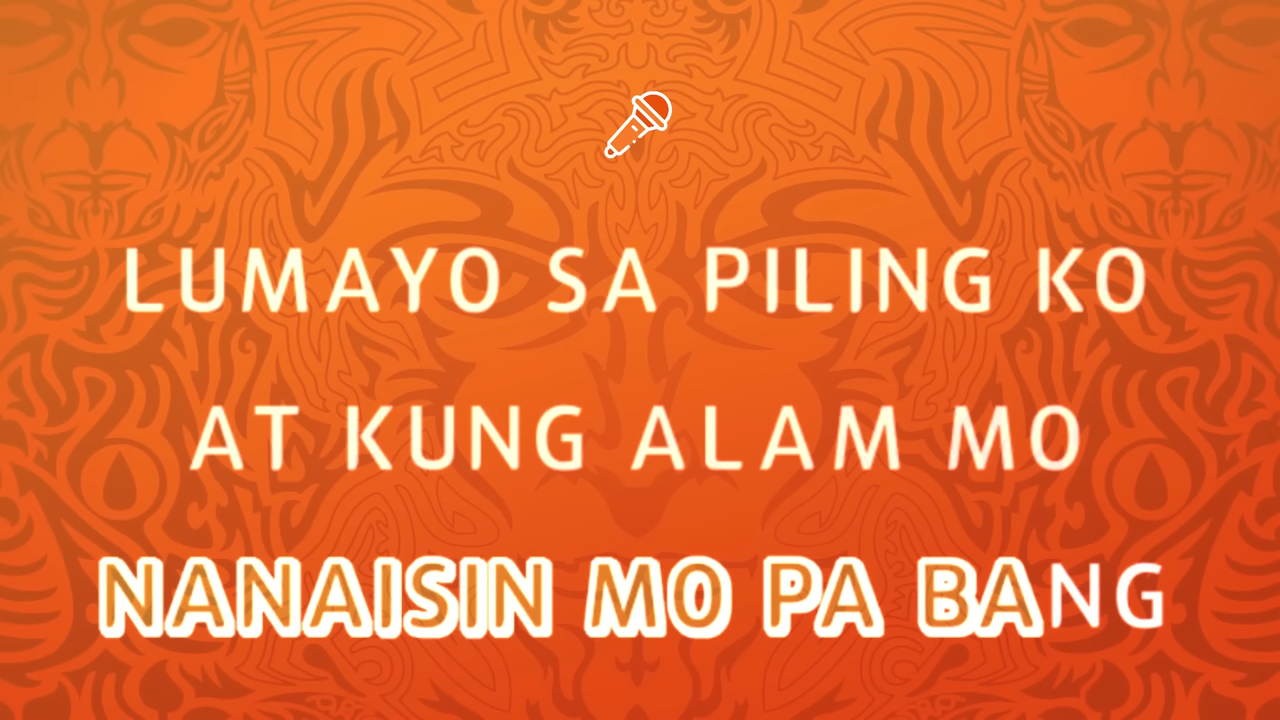 LUMAYO SA PILING KO
AT KUNG ALAM MO
NANAISIN MO PA BANG